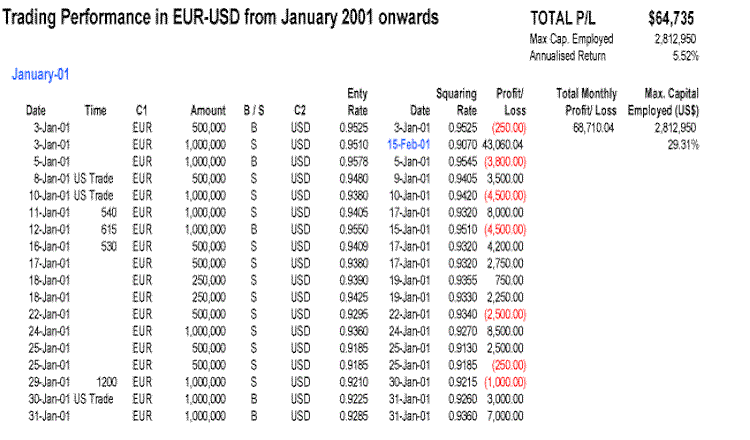 Trading Performance in EUR-USD from January 2001 onwards TOTAL P/L $64,735
Max Cap. Employed 2,812,950
Annualised Return 5.52%
January-01
Enty Squaring Profit/ Total Monthly Max. Capital
Date Time C1 Amount B / S C2 Rate Date Rate Loss Profit/ Loss Employed (US$)
3-Jan-01 EUR 500,000 B USD 0.9525 3-Jan-01 0.9525 (250.00) 68,710.04 2,812,950
3-Jan-01 EUR 1,000,000 S USD 0.9510 15-Feb-01 0.9070 43,060.04 29.31%
5-Jan-01 EUR 1,000,000 B USD 0.9578 5-Jan-01 0.9545 (3,800.00)
8-Jan-01 US Trade EUR 500,000 S USD 0.9480 9-Jan-01 0.9405 3,500.00
10-Jan-01 US Trade EUR 1,000,000 S USD 0.9380 10-Jan-01 0.9420 (4,500.00)
11-Jan-01 540 EUR 1,000,000 S USD 0.9405 17-Jan-01 0.9320 8,000.00
12-Jan-01 615 EUR 1,000,000 B USD 0.9550 15-Jan-01 0.9510 (4,500.00)
16-Jan-01 530 EUR 500,000 S USD 0.9409 17-Jan-01 0.9320 4,200.00
17-Jan-01 EUR 500,000 S USD 0.9380 17-Jan-01 0.9320 2,750.00
18-Jan-01 EUR 250,000 S USD 0.9390 19-Jan-01 0.9355 750.00
18-Jan-01 EUR 250,000 S USD 0.9425 19-Jan-01 0.9330 2,250.00
22-Jan-01 EUR 500,000 S USD 0.9295 22-Jan-01 0.9340 (2,500.00)
24-Jan-01 EUR 1,000,000 S USD 0.9360 24-Jan-01 0.9270 8,500.00
25-Jan-01 EUR 500,000 S USD 0.9185 25-Jan-01 0.9130 2,500.00
25-Jan-01 EUR 500,000 S USD 0.9185 25-Jan-01 0.9185 (250.00)
29-Jan-01 1200 EUR 1,000,000 S USD 0.9210 30-Jan-01 0.9215 (1,000.00)
30-Jan-01 US Trade EUR 1,000,000 B USD 0.9225 31-Jan-01 0.9260 3,000.00
31-Jan-01 EUR 1,000,000 B USD 0.9285 31-Jan-01 0.9360 7,000.00